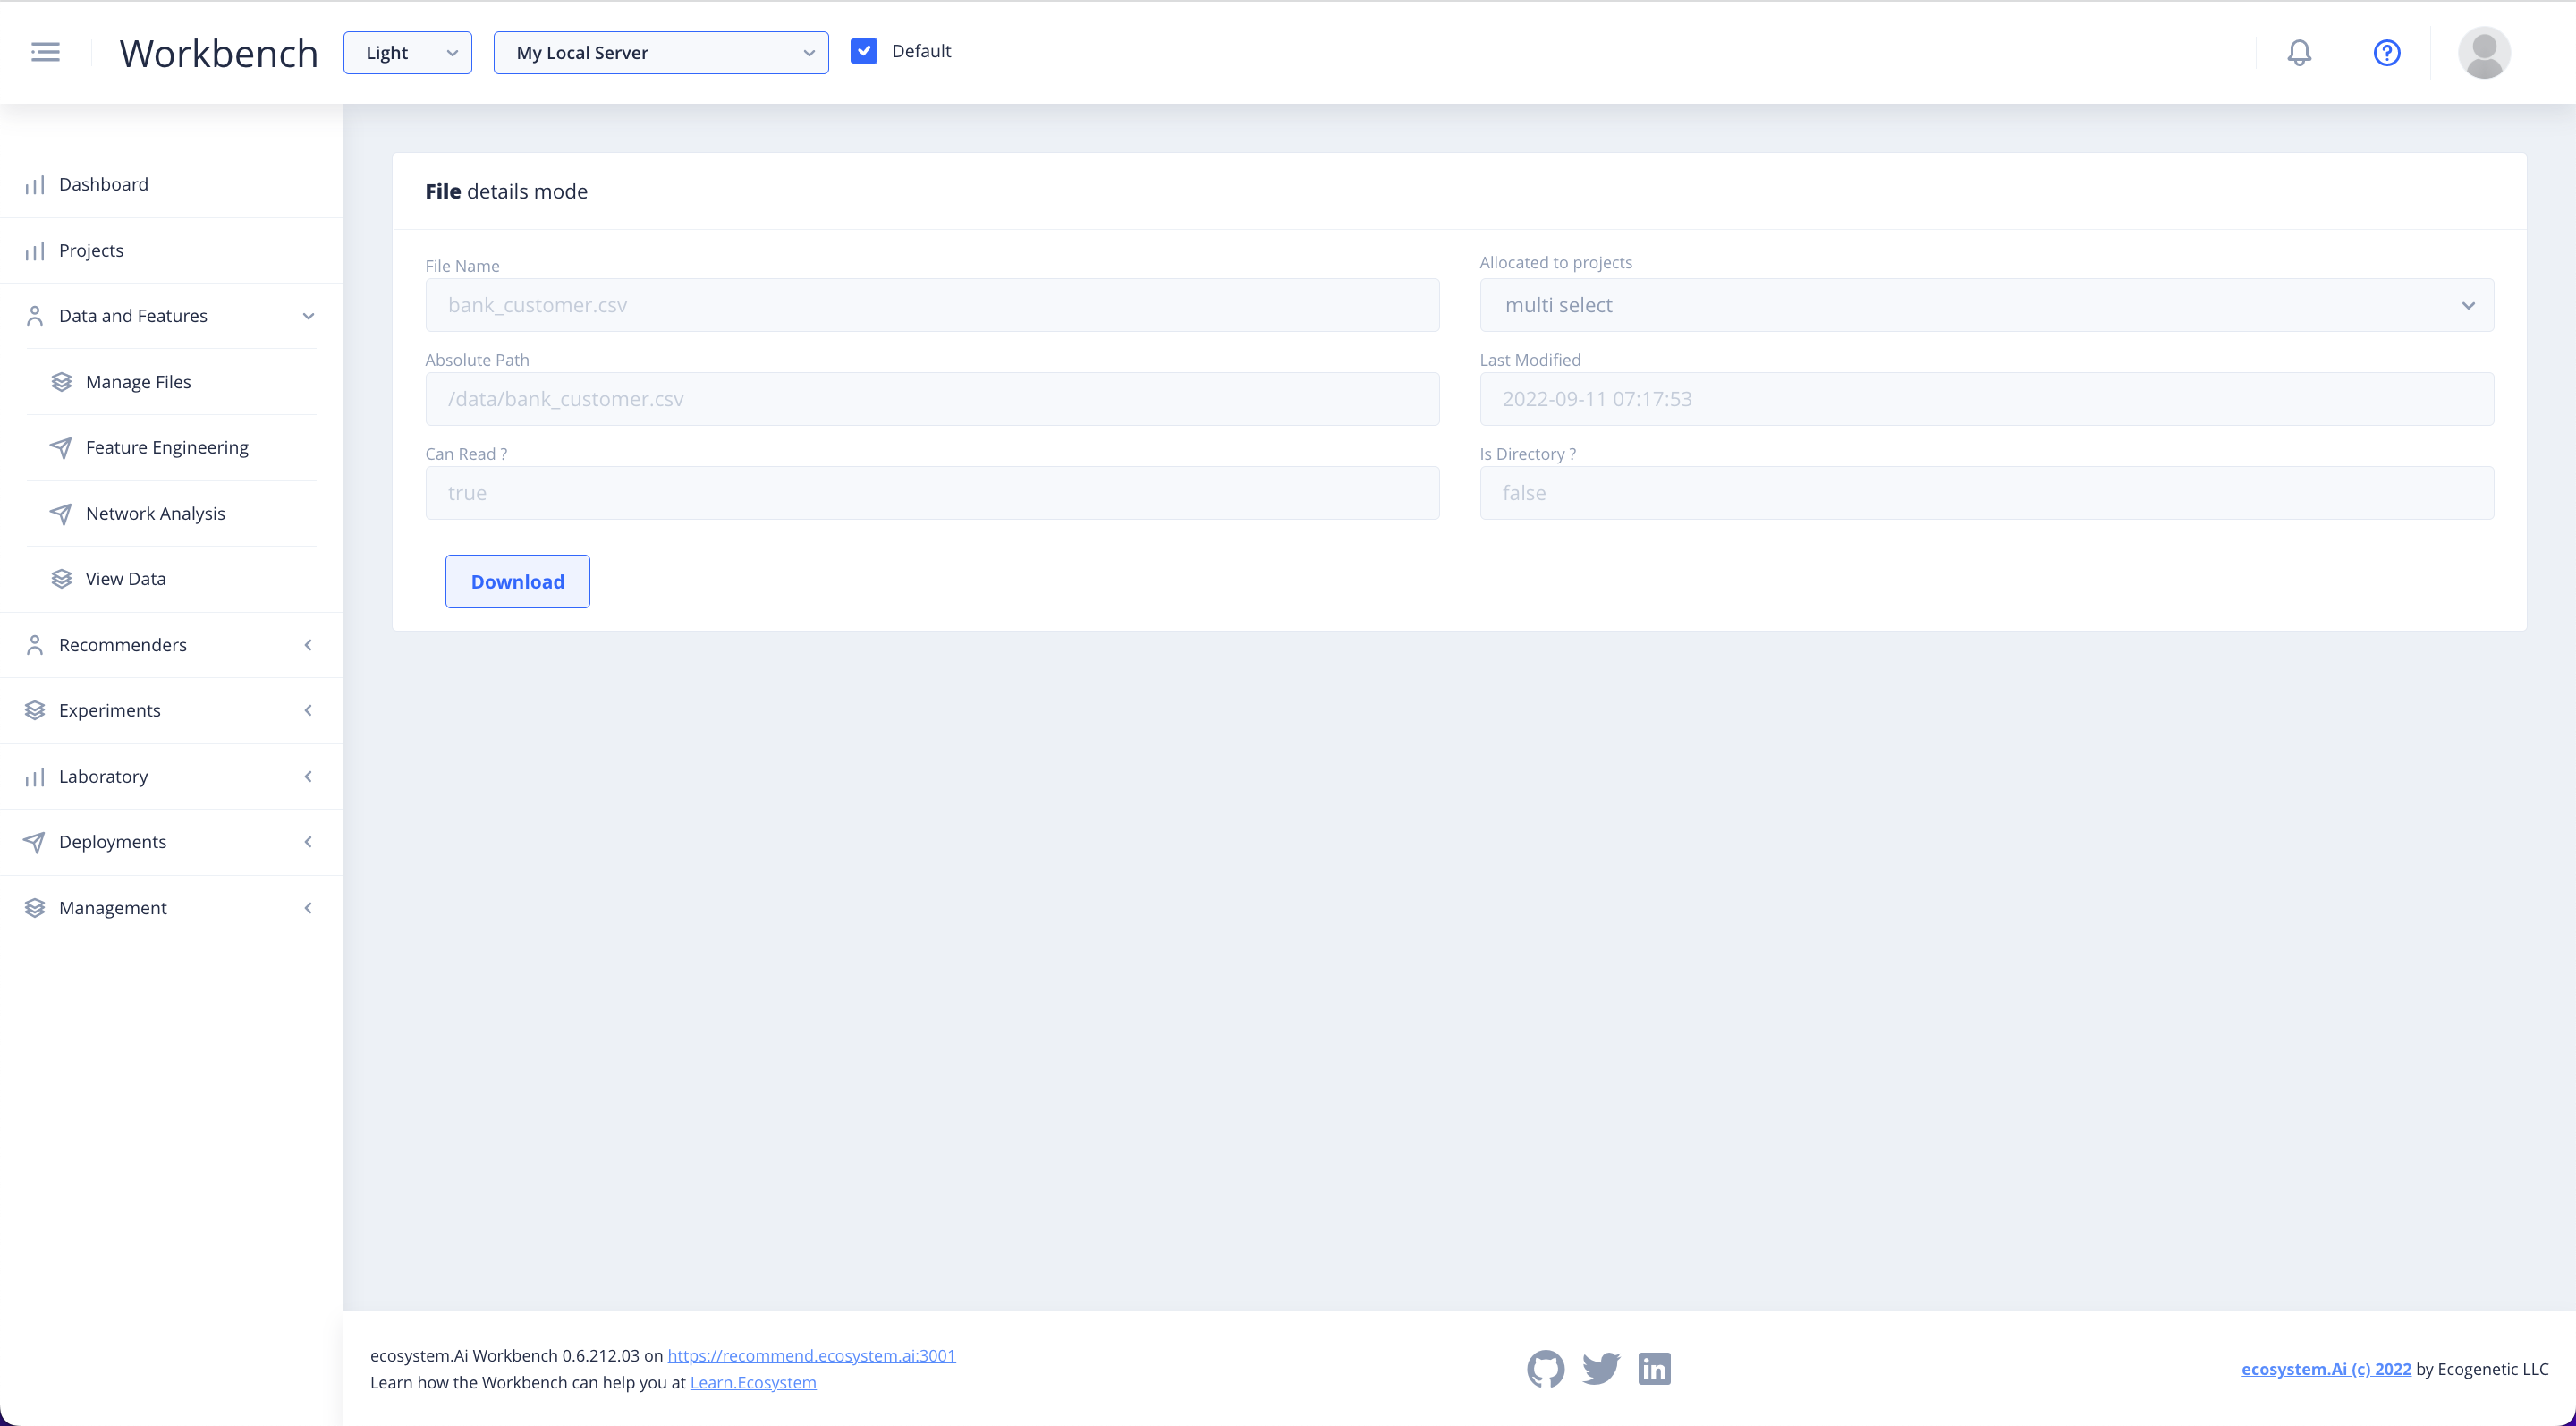 Workbench
Light
My Local Server
Default
Dashboard
Projects
Data and Features
Manage Files
Feature Engineering
Network Analysis
View Data
Recommenders
Experiments
Laboratory
Deployments
Management
File details mode
File Name
bank_customer.csv
Allocated to projects
multi select
Absolute Path
/data/bank_customer.csv
Last Modified
2022-09-11 07:17:53
Can Read ?
true
Is Directory ?
false
Download
ecosystem.Ai Workbench 0.6.212.03 on https://recommend.ecosystem.ai:3001
Learn how the Workbench can help you at Learn.Ecosystem
ecosystem.Ai (c) 2022 by Ecogenetic LLC